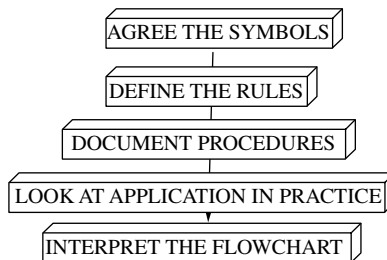 AGREE THE SYMBOLS
DEFINE THE RULES
DOCUMENT PROCEDURES
LOOK AT APPLICATION IN PRACTICE
INTERPRET THE FLOWCHART